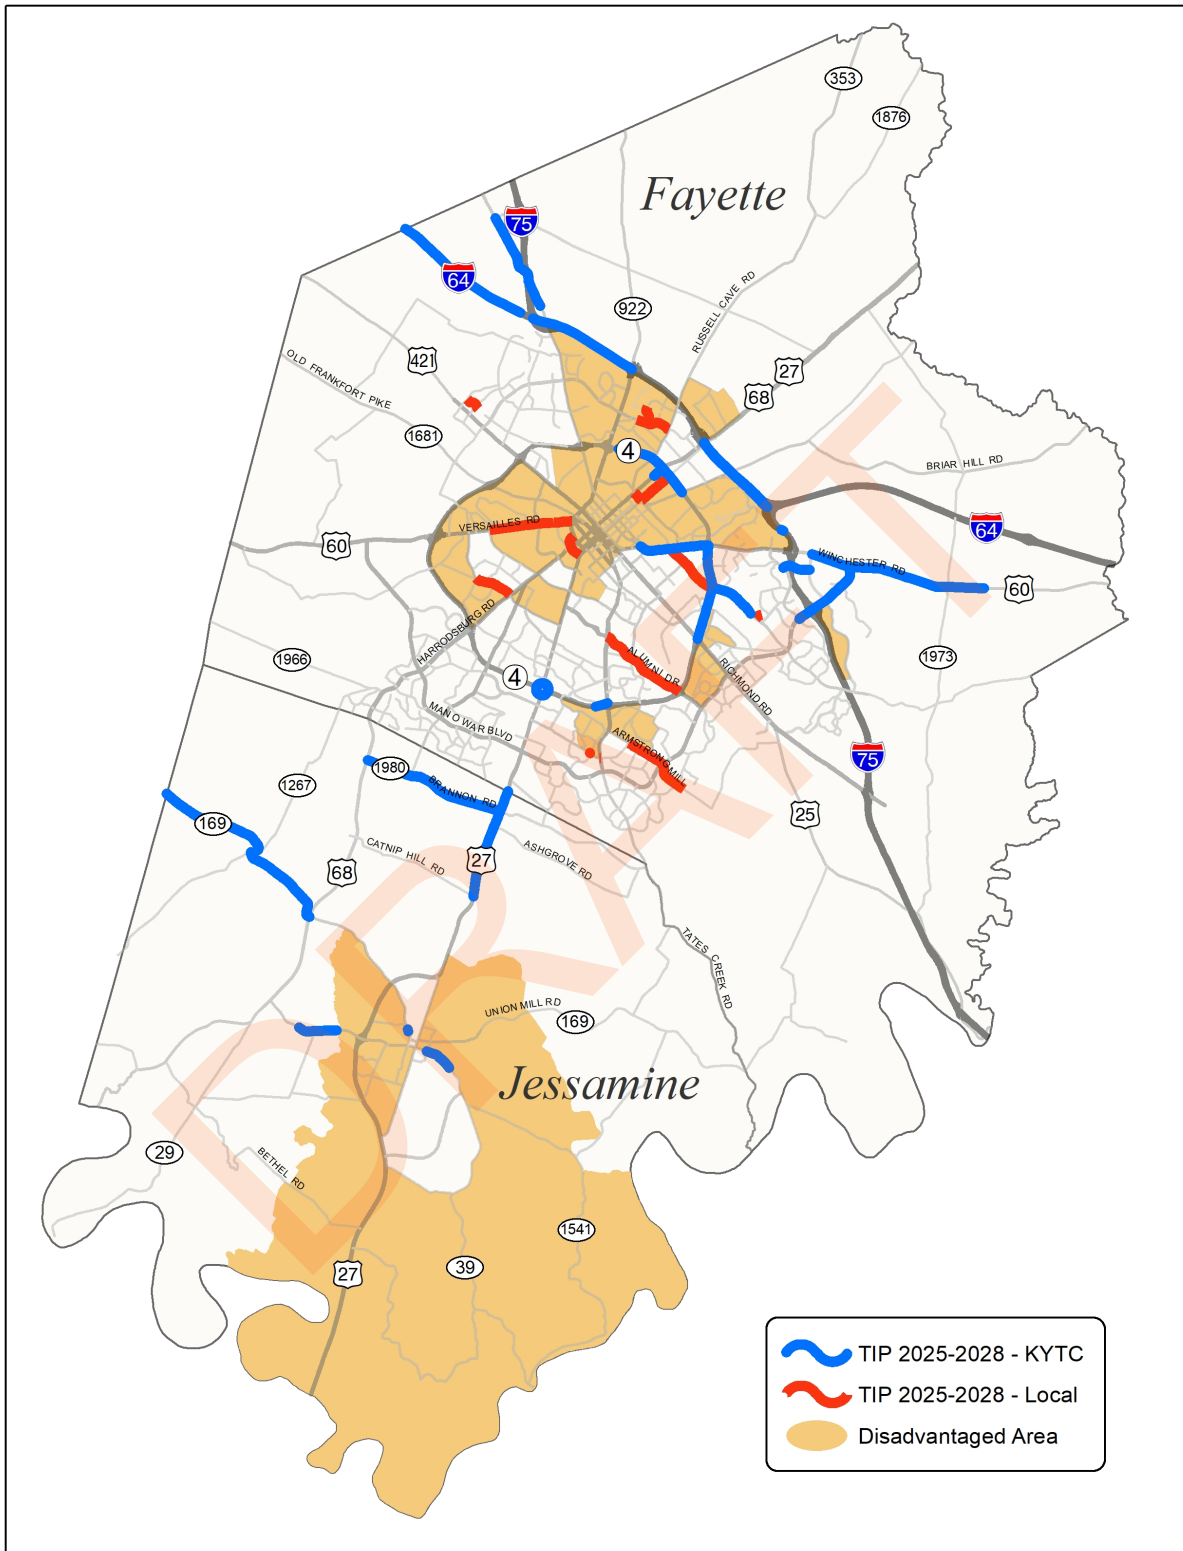 353
1876
Fayette
75
64
922
RUSSELL CAVE RD
421
27
68
OLD FRANKFORT PIKE
1681
4
BRIAR HILL RD
VERSAILLES RD
64
60
WINCHESTER RD
60
HARRODSBURG RD
1966
ALUMNI DR
1973
4
RICHMOND RD
MAN O WAR BLVD
ARMSTRONG MILL
75
1980
1267
BRANNON RD
25
169
CATNIP HILL RD
27
ASHGROVE RD
68
TATES CREEK RD
UNION MILL RD
169
Jessamine
29
BETHEL RD
1541
39
27
DRAFT
TIP 2025-2028 - KYTC
TIP 2025-2028 - Local
Disadvantaged Area